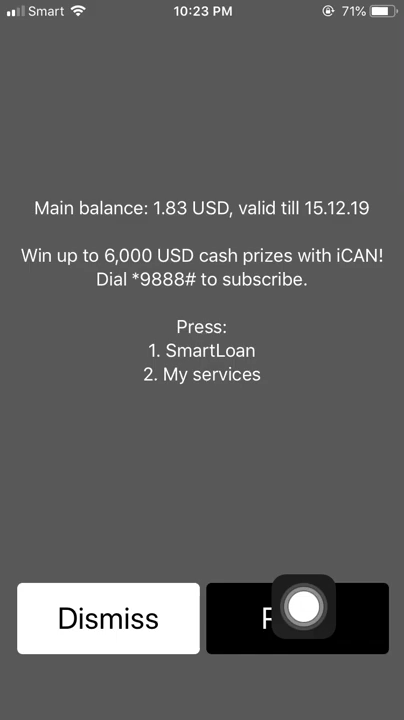 Smart 10:23 PM 71%
Main balance: 1.83 USD, valid till 15.12.19
Win up to 6,000 USD cash prizes with iCAN!
Dial *9888# to subscribe.
Press:
1. SmartLoan
2. My services
Dismiss